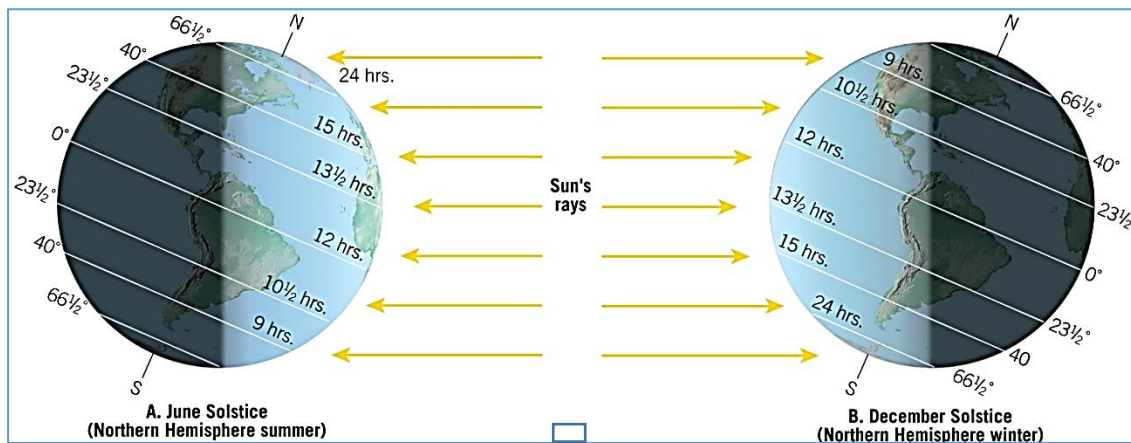 N
66½°
40°
23½°
0°
23½°
40°
66½°
24 hrs.
15 hrs.
13½ hrs.
12 hrs.
10½ hrs.
9 hrs.
S
A. June Solstice
(Northern Hemisphere summer)
Sun's
rays
N
9 hrs.
10½ hrs.
12 hrs.
13½ hrs.
15 hrs.
24 hrs.
66½°
40°
23½°
0°
23½°
40
66½°
S
B. December Solstice
(Northern Hemisphere winter)